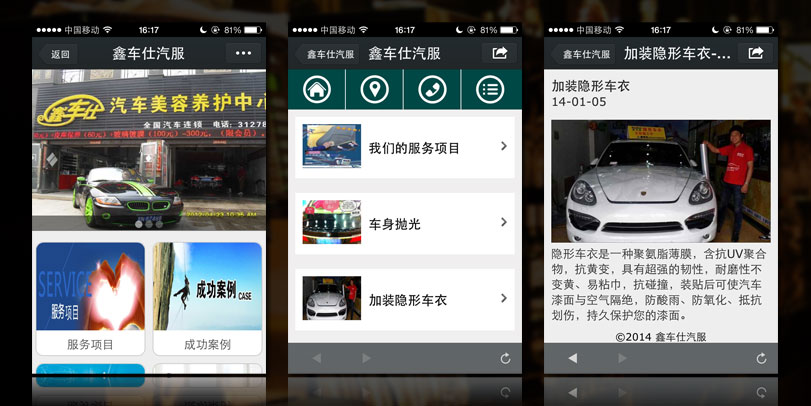 中国移动 16:17 81%
返回 鑫车仕汽服
鑫车仕 汽车美容养护中心
全国汽车连锁 电话: 31278
SERVICE
服务项目
成功案例 CASE
服务项目
成功案例
中国移动 16:17 81%
鑫车仕汽服 鑫车仕汽服
我们的服务项目
车身抛光
加装隐形车衣
中国移动 16:17 81%
鑫车仕汽服 加装隐形车衣-...
加装隐形车衣
14-01-05
隐形车衣是一种聚氨脂薄膜，含抗UV聚合
物，抗黄变，具有超强的韧性，耐磨性不
变黄、易粘巾，抗碰撞，装贴后可使汽车
漆面与空气隔绝，防酸雨、防氧化、抵抗
划伤，持久保护您的漆面。
©2014 鑫车仕汽服